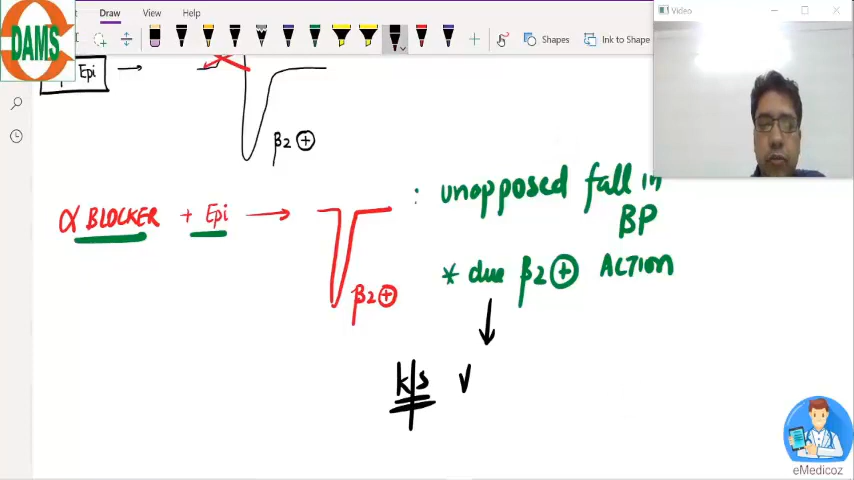 Draw
View
Help
Shapes
Ink to Shape
Video
DAMS
Epi
β2 ⊕
α BLOCKER + Epi → : unopposed fall in
BP
β2 ⊕
* due β2 ⊕ ACTION
k/s v
eMedicoz